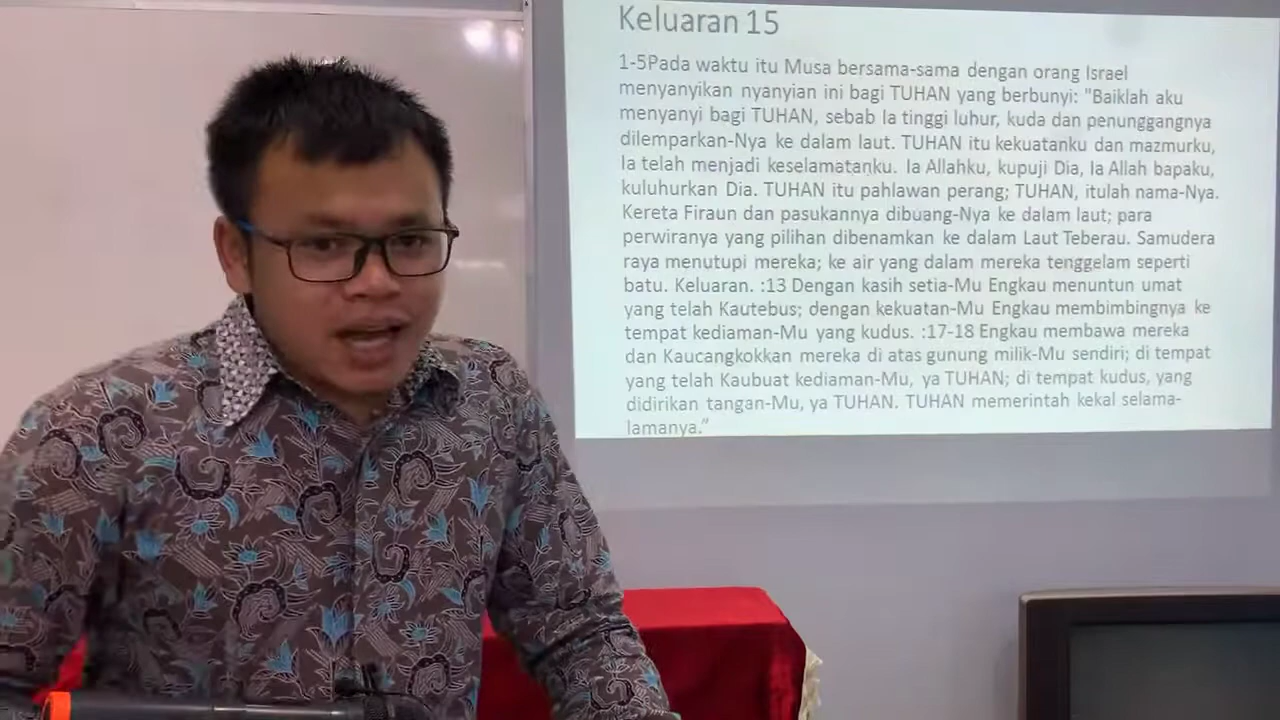 Keluaran 15
1-5Pada waktu itu Musa bersama-sama dengan orang Israel
menyanyikan nyanyian ini bagi TUHAN yang berbunyi: "Baiklah aku
menyanyi bagi TUHAN, sebab Ia tinggi luhur, kuda dan penunggangnya
dilemparkan-Nya ke dalam laut. TUHAN itu kekuatanku dan mazmurku,
Ia telah menjadi keselamatanku. Ia Allahku, kupuji Dia, Ia Allah bapaku,
kuluhurkan Dia. TUHAN itu pahlawan perang; TUHAN, itulah nama-Nya.
Kereta Firaun dan pasukannya dibuang-Nya ke dalam laut; para
perwiranya yang pilihan dibenamkan ke dalam Laut Teberau. Samudera
raya menutupi mereka; ke air yang dalam mereka tenggelam seperti
batu. Keluaran. :13 Dengan kasih setia-Mu Engkau menuntun umat
yang telah Kautebus; dengan kekuatan-Mu Engkau membimbingnya ke
tempat kediaman-Mu yang kudus. :17-18 Engkau membawa mereka
dan Kaucangkokkan mereka di atas gunung milik-Mu sendiri; di tempat
yang telah Kaubuat kediaman-Mu, ya TUHAN; di tempat kudus, yang
didirikan tangan-Mu, ya TUHAN. TUHAN memerintah kekal selama-
lamanya.”